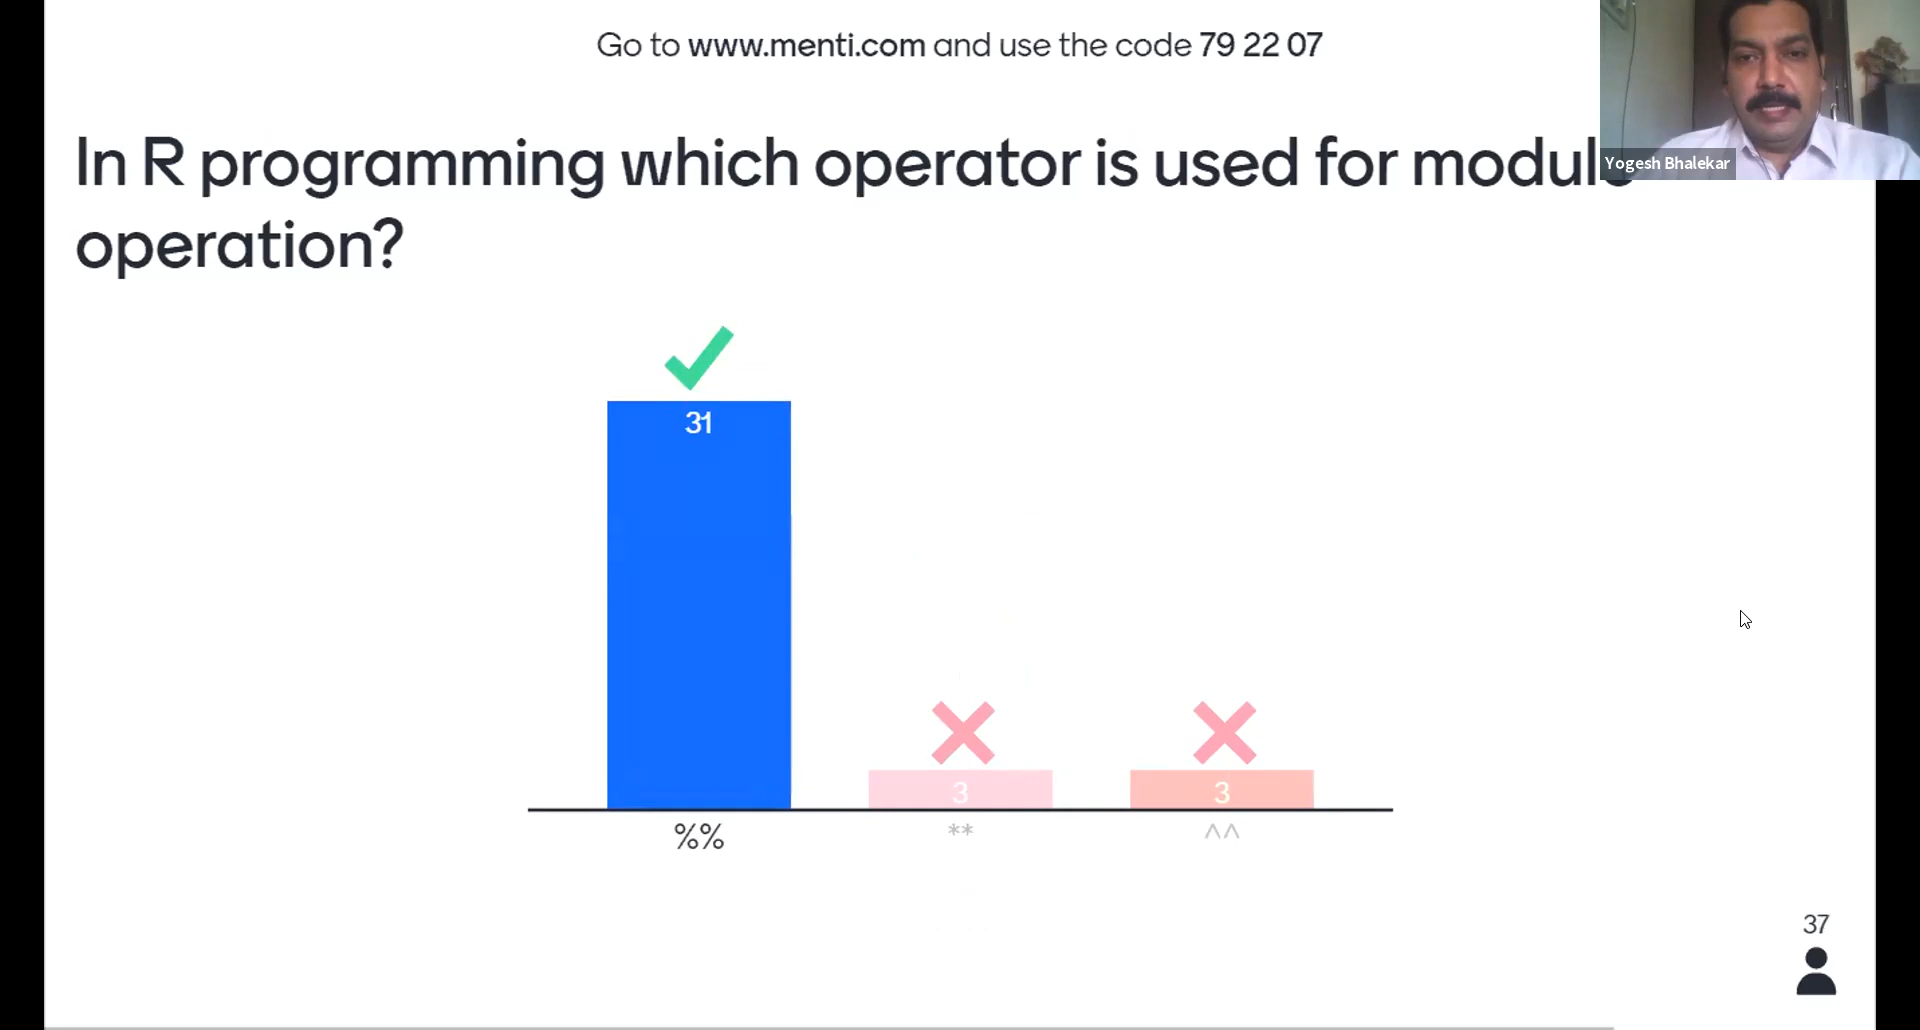 Go to www.menti.com and use the code 79 22 07
In R programming which operator is used for
operation?
Yogesh Bhalekar
31
3
3
%%
**
^^
37